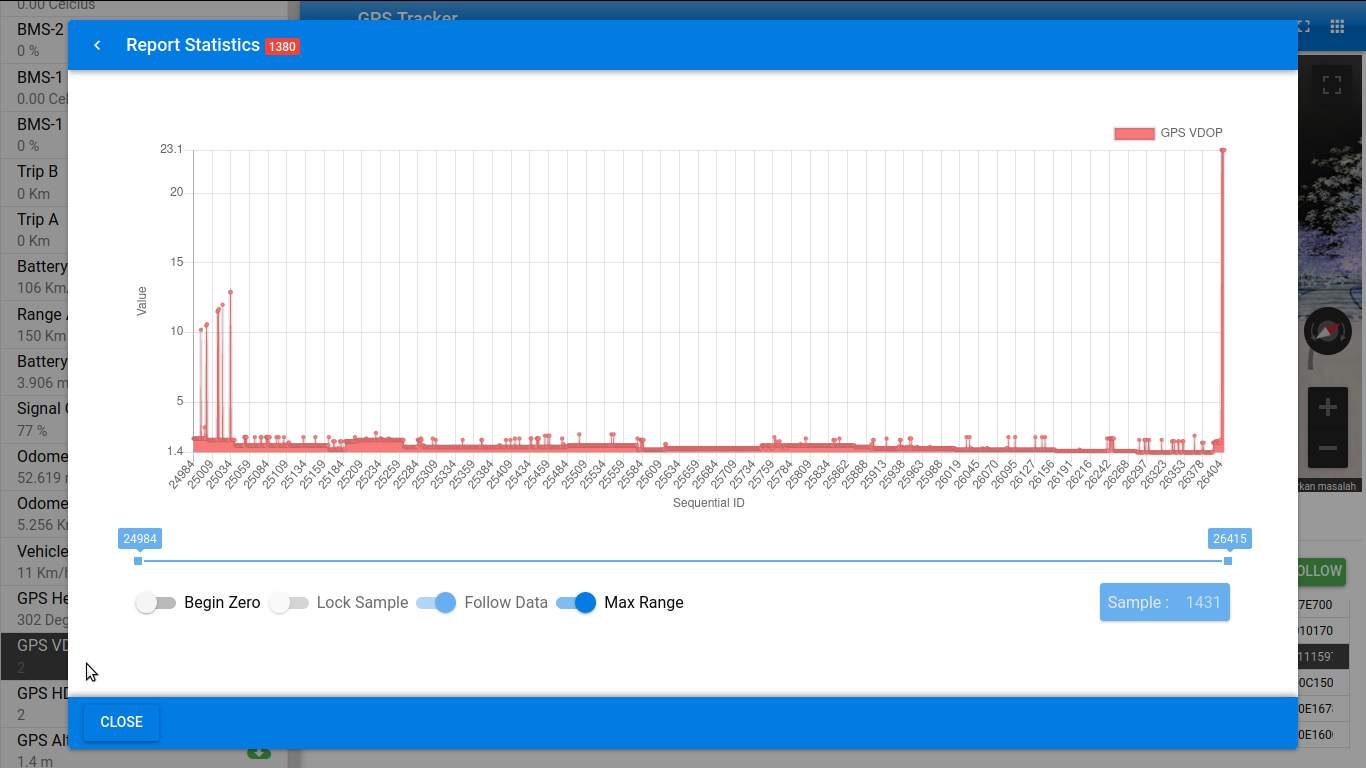 0.00 Celcius
GPS Tracker
BMS-2
0 %
BMS-1
0.00 Cel
BMS-1
0 %
Trip B
0 Km
Trip A
0 Km
Battery
106 Km
Range
150 Km
Battery
3.906 m
Signal
77 %
Odome
52.619
Odome
5.256 K
Vehicle
11 Km/h
GPS He
302 Deg
GPS VD
2
GPS HD
2
GPS Alt
1.4 m
Report Statistics 1380
GPS VDOP
23.1
20
15
10
5
1.4
Value
24984 25009 25034 25059 25084 25109 25134 25159 25184 25209 25234 25259 25284 25309 25334 25359 25384 25409 25434 25459 25484 25509 25534 25559 25584 25609 25634 25659 25684 25709 25734 25759 25784 25809 25834 25862 25888 25913 25938 25963 25988 26019 26045 26070 26095 26127 26156 26191 26216 26242 26268 26297 26323 26353 26378 26404
Sequential ID
24984 26415
Begin Zero Lock Sample Follow Data Max Range Sample : 1431
CLOSE
rkan masalah
OLLOW
7E700
10170
11159
0C150
0E167
0E160